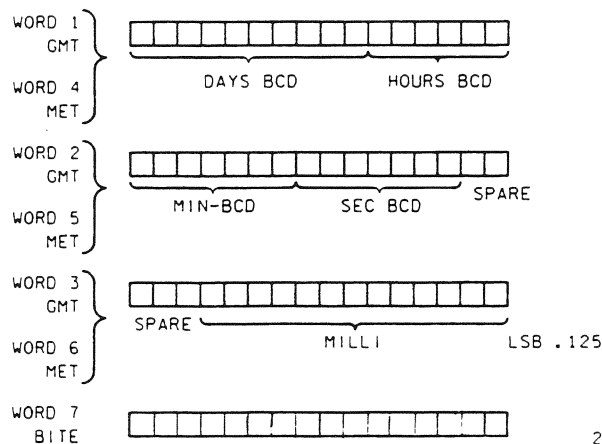 WORD 1
GMT
DAYS BCD
HOURS BCD
WORD 4
MET
WORD 2
GMT
MIN-BCD
SEC BCD
SPARE
WORD 5
MET
WORD 3
GMT
SPARE
MILLI
LSB .125
WORD 6
MET
WORD 7
BITE
2